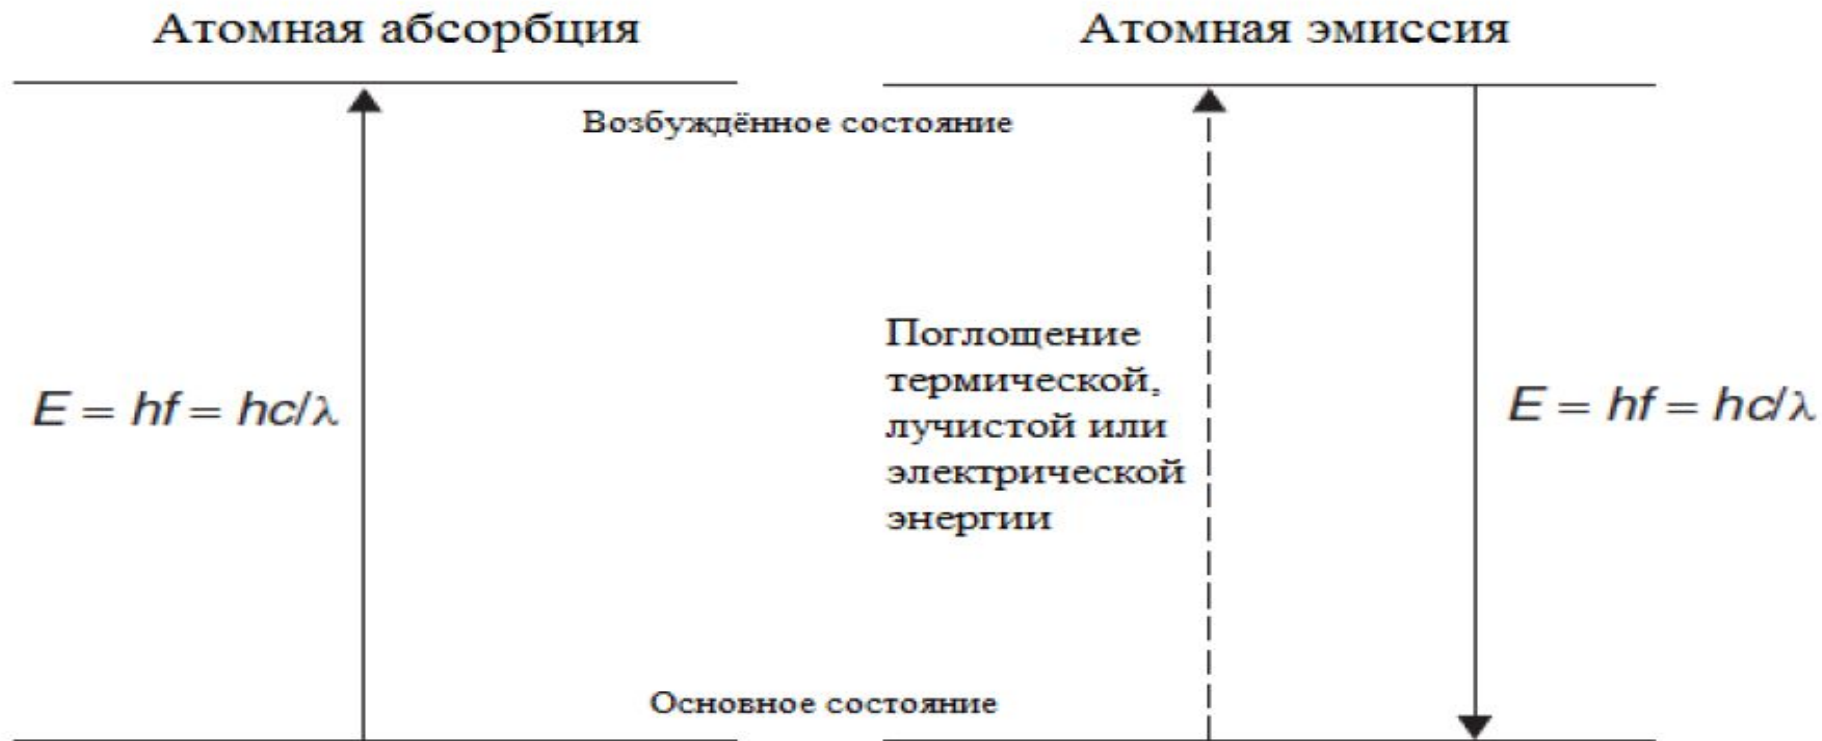 Атомная абсорбция
Атомная эмиссия
Возбуждённое состояние
E = hf = hc/λ
Поглощение
термической,
лучистой или
электрической
энергии
E = hf = hc/λ
Основное состояние